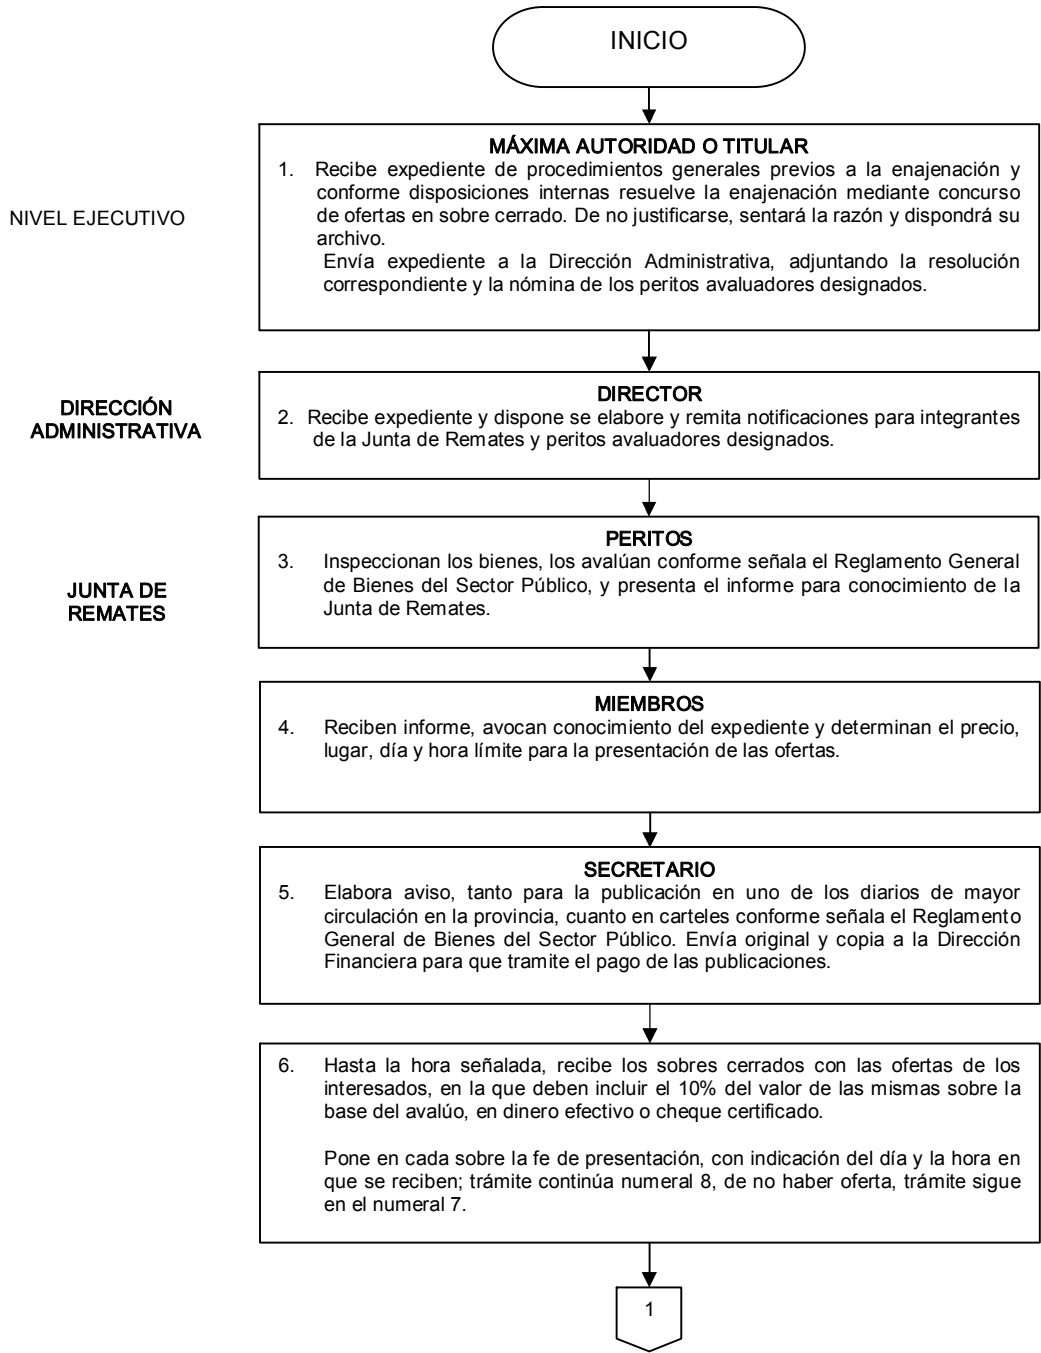 INICIO
MÁXIMA AUTORIDAD O TITULAR
1. Recibe expediente de procedimientos generales previos a la enajenación y
conforme disposiciones internas resuelve la enajenación mediante concurso
de ofertas en sobre cerrado. De no justificarse, sentará la razón y dispondrá su
archivo.
Envía expediente a la Dirección Administrativa, adjuntando la resolución
correspondiente y la nómina de los peritos avaluadores designados.
NIVEL EJECUTIVO
DIRECTOR
2. Recibe expediente y dispone se elabore y remita notificaciones para integrantes
de la Junta de Remates y peritos avaluadores designados.
DIRECCIÓN
ADMINISTRATIVA
PERITOS
3. Inspeccionan los bienes, los avalúan conforme señala el Reglamento General
de Bienes del Sector Público, y presenta el informe para conocimiento de la
Junta de Remates.
JUNTA DE
REMATES
MIEMBROS
4. Reciben informe, avocan conocimiento del expediente y determinan el precio,
lugar, día y hora límite para la presentación de las ofertas.
SECRETARIO
5. Elabora aviso, tanto para la publicación en uno de los diarios de mayor
circulación en la provincia, cuanto en carteles conforme señala el Reglamento
General de Bienes del Sector Público. Envía original y copia a la Dirección
Financiera para que tramite el pago de las publicaciones.
6. Hasta la hora señalada, recibe los sobres cerrados con las ofertas de los
interesados, en la que deben incluir el 10% del valor de las mismas sobre la
base del avalúo, en dinero efectivo o cheque certificado.
Pone en cada sobre la fe de presentación, con indicación del día y la hora en
que se reciben; trámite continúa numeral 8, de no haber oferta, trámite sigue
en el numeral 7.
1